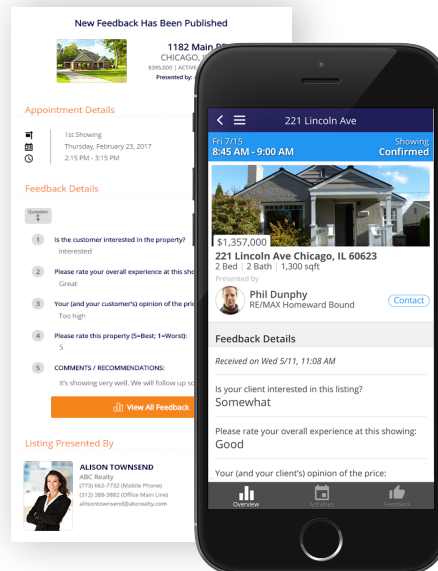 New Feedback Has Been Published
1182 Main
CHICAGO,
$395,000 | ACTIVE
Presented by:
Appointment Details
1st Showing
Thursday, February 23, 2017
2:15 PM - 3:15 PM
Feedback Details
Question
#
1 Is the customer interested in the property?
Interested
2 Please rate your overall experience at this
Great
3 Your (and your customer's) opinion of the
Too high
4 Please rate this property (5=Best; 1=Worst):
5
5 COMMENTS / RECOMMENDATIONS:
It's showing very well. We will follow up
View All Feedback
Listing Presented By
ALISON TOWNSEND
ABC Realty
(773) 662-7732 (Mobile Phone)
(312) 388-3882 (Office Main Line)
allisontownsend@abcrealty.com
221 Lincoln Ave
Fri 7/15 Showing
8:45 AM - 9:00 AM Confirmed
$1,357,000
221 Lincoln Ave Chicago, IL 60623
2 Bed | 2 Bath | 1,300 sqft
Presented by
Phil Dunphy
RE/MAX Homeward Bound
Contact
Feedback Details
Received on Wed 5/11, 11:08 AM
Is your client interested in this listing?
Somewhat
Please rate your overall experience at this showing:
Good
Your (and your client's) opinion of the price:
Overview Activities Feedback